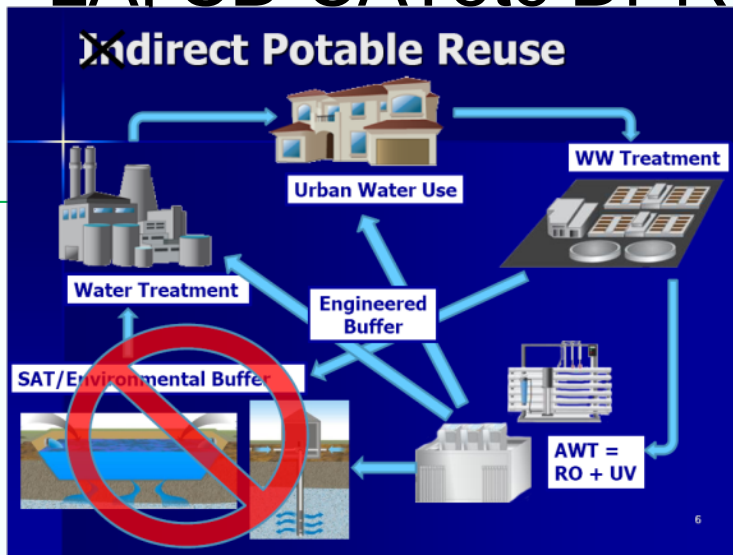 Indirect Potable Reuse
WW Treatment
Urban Water Use
Water Treatment
Engineered
Buffer
SAT/Environmental Buffer
AWT =
RO + UV
6